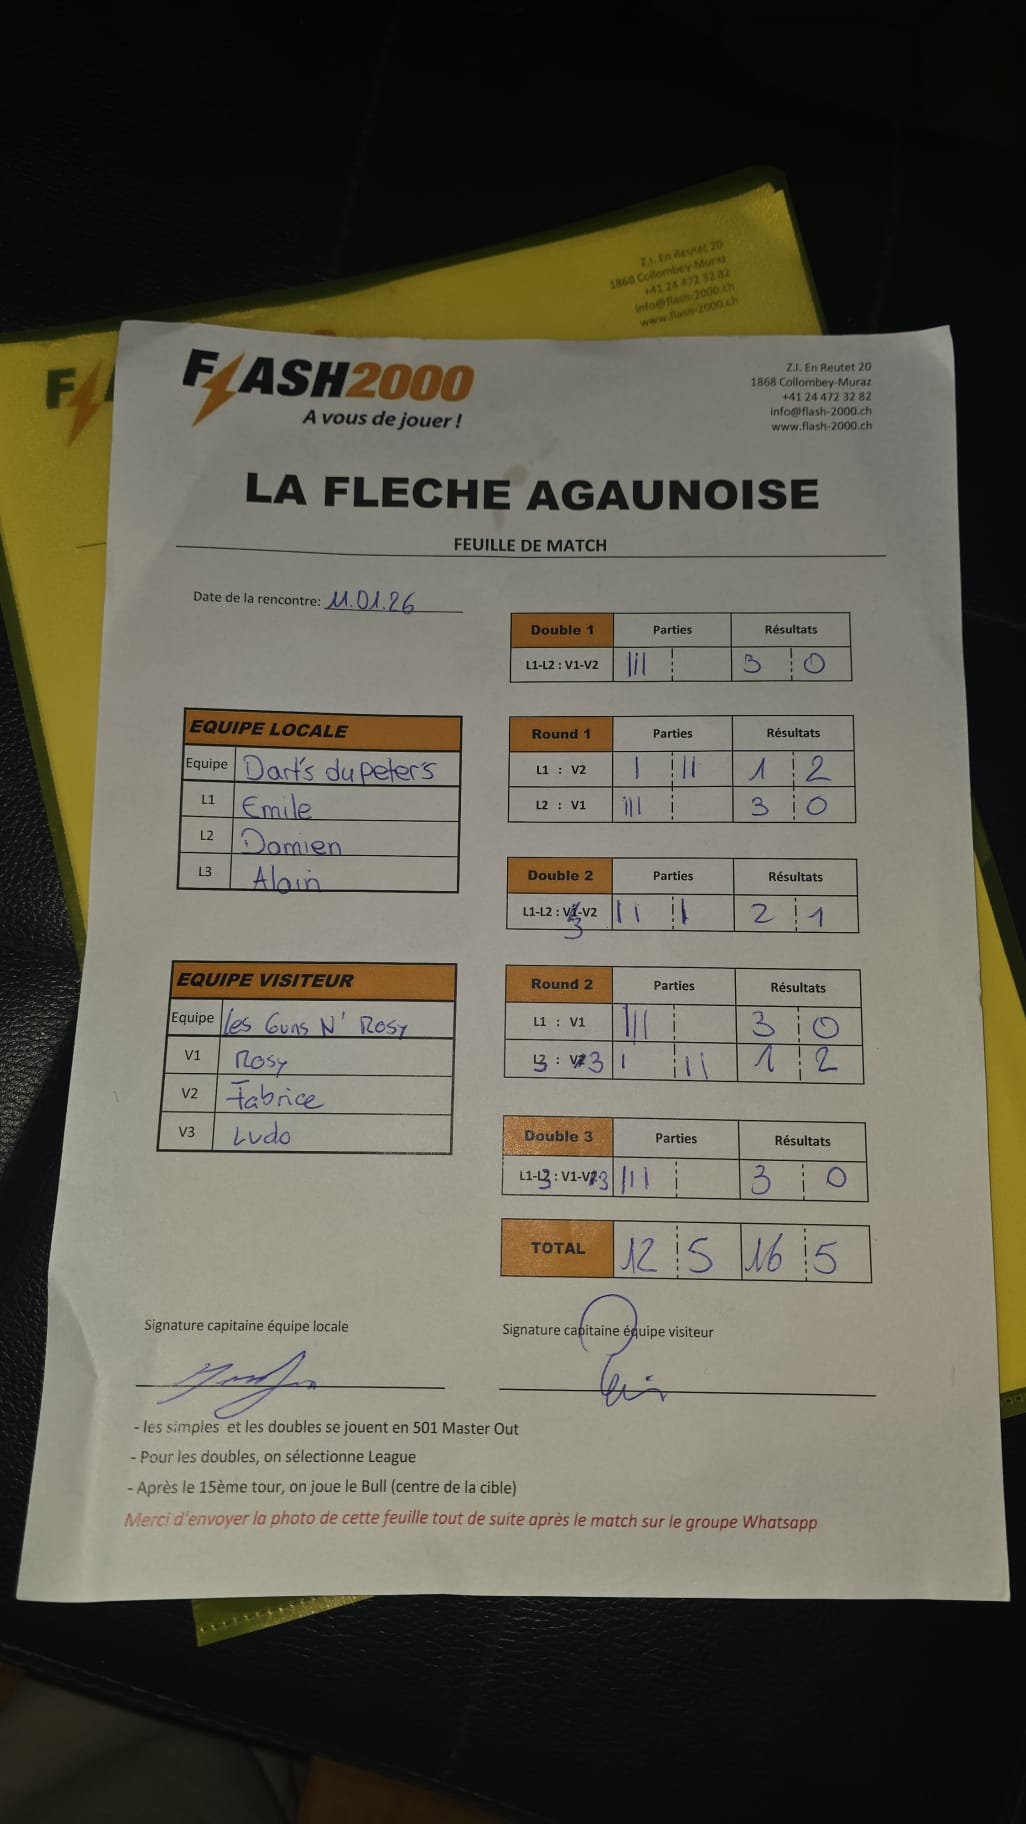 Z.I. En Reutet 20
1868 Collombey-Muraz
+41 24 472 32 82
info@flash-2000.ch
www.flash-2000.ch
FLASH2000
A vous de jouer !
Z.I. En Reutet 20
1868 Collombey-Muraz
+41 24 472 32 82
info@flash-2000.ch
www.flash-2000.ch
LA FLECHE AGAUNOISE
FEUILLE DE MATCH
Date de la rencontre: 11.01.26
Double 1 Parties Résultats
L1-L2 : V1-V2 ||| 3 0
EQUIPE LOCALE
Equipe Dart's du peter's
L1 Emile
L2 Damien
L3 Alain
Round 1 Parties Résultats
L1 : V2 | || 1 2
L2 : V1 ||| 3 0
Double 2 Parties Résultats
L1-L2 : V3-V2 || | 2 1
EQUIPE VISITEUR
Equipe les Guns N' Rosy
V1 Rosy
V2 Fabrice
V3 Ludo
Round 2 Parties Résultats
L1 : V1 ||| 3 0
L3 : V3 | || 1 2
Double 3 Parties Résultats
L1-L3 : V1-V3 ||| 3 0
TOTAL 12 5 16 5
Signature capitaine équipe locale
Signature capitaine équipe visiteur
- les simples et les doubles se jouent en 501 Master Out
- Pour les doubles, on sélectionne League
- Après le 15ème tour, on joue le Bull (centre de la cible)
Merci d'envoyer la photo de cette feuille tout de suite après le match sur le groupe Whatsapp